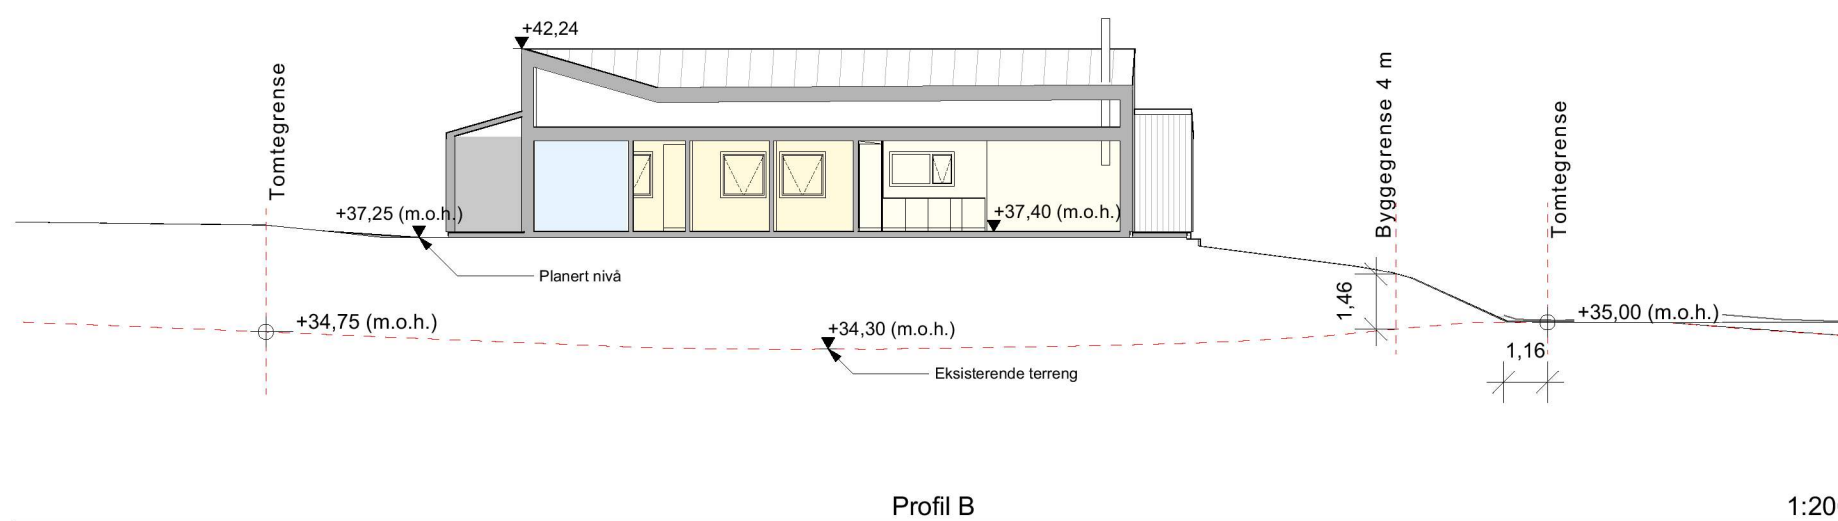 +42,24
Tomtegrense
Byggegrense 4 m
Tomtegrense
+37,25 (m.o.h.)
+37,40 (m.o.h.)
Planert nivå
1,46
+34,75 (m.o.h.)
+34,30 (m.o.h.)
+35,00 (m.o.h.)
1,16
Eksisterende terreng
Profil B
1:20